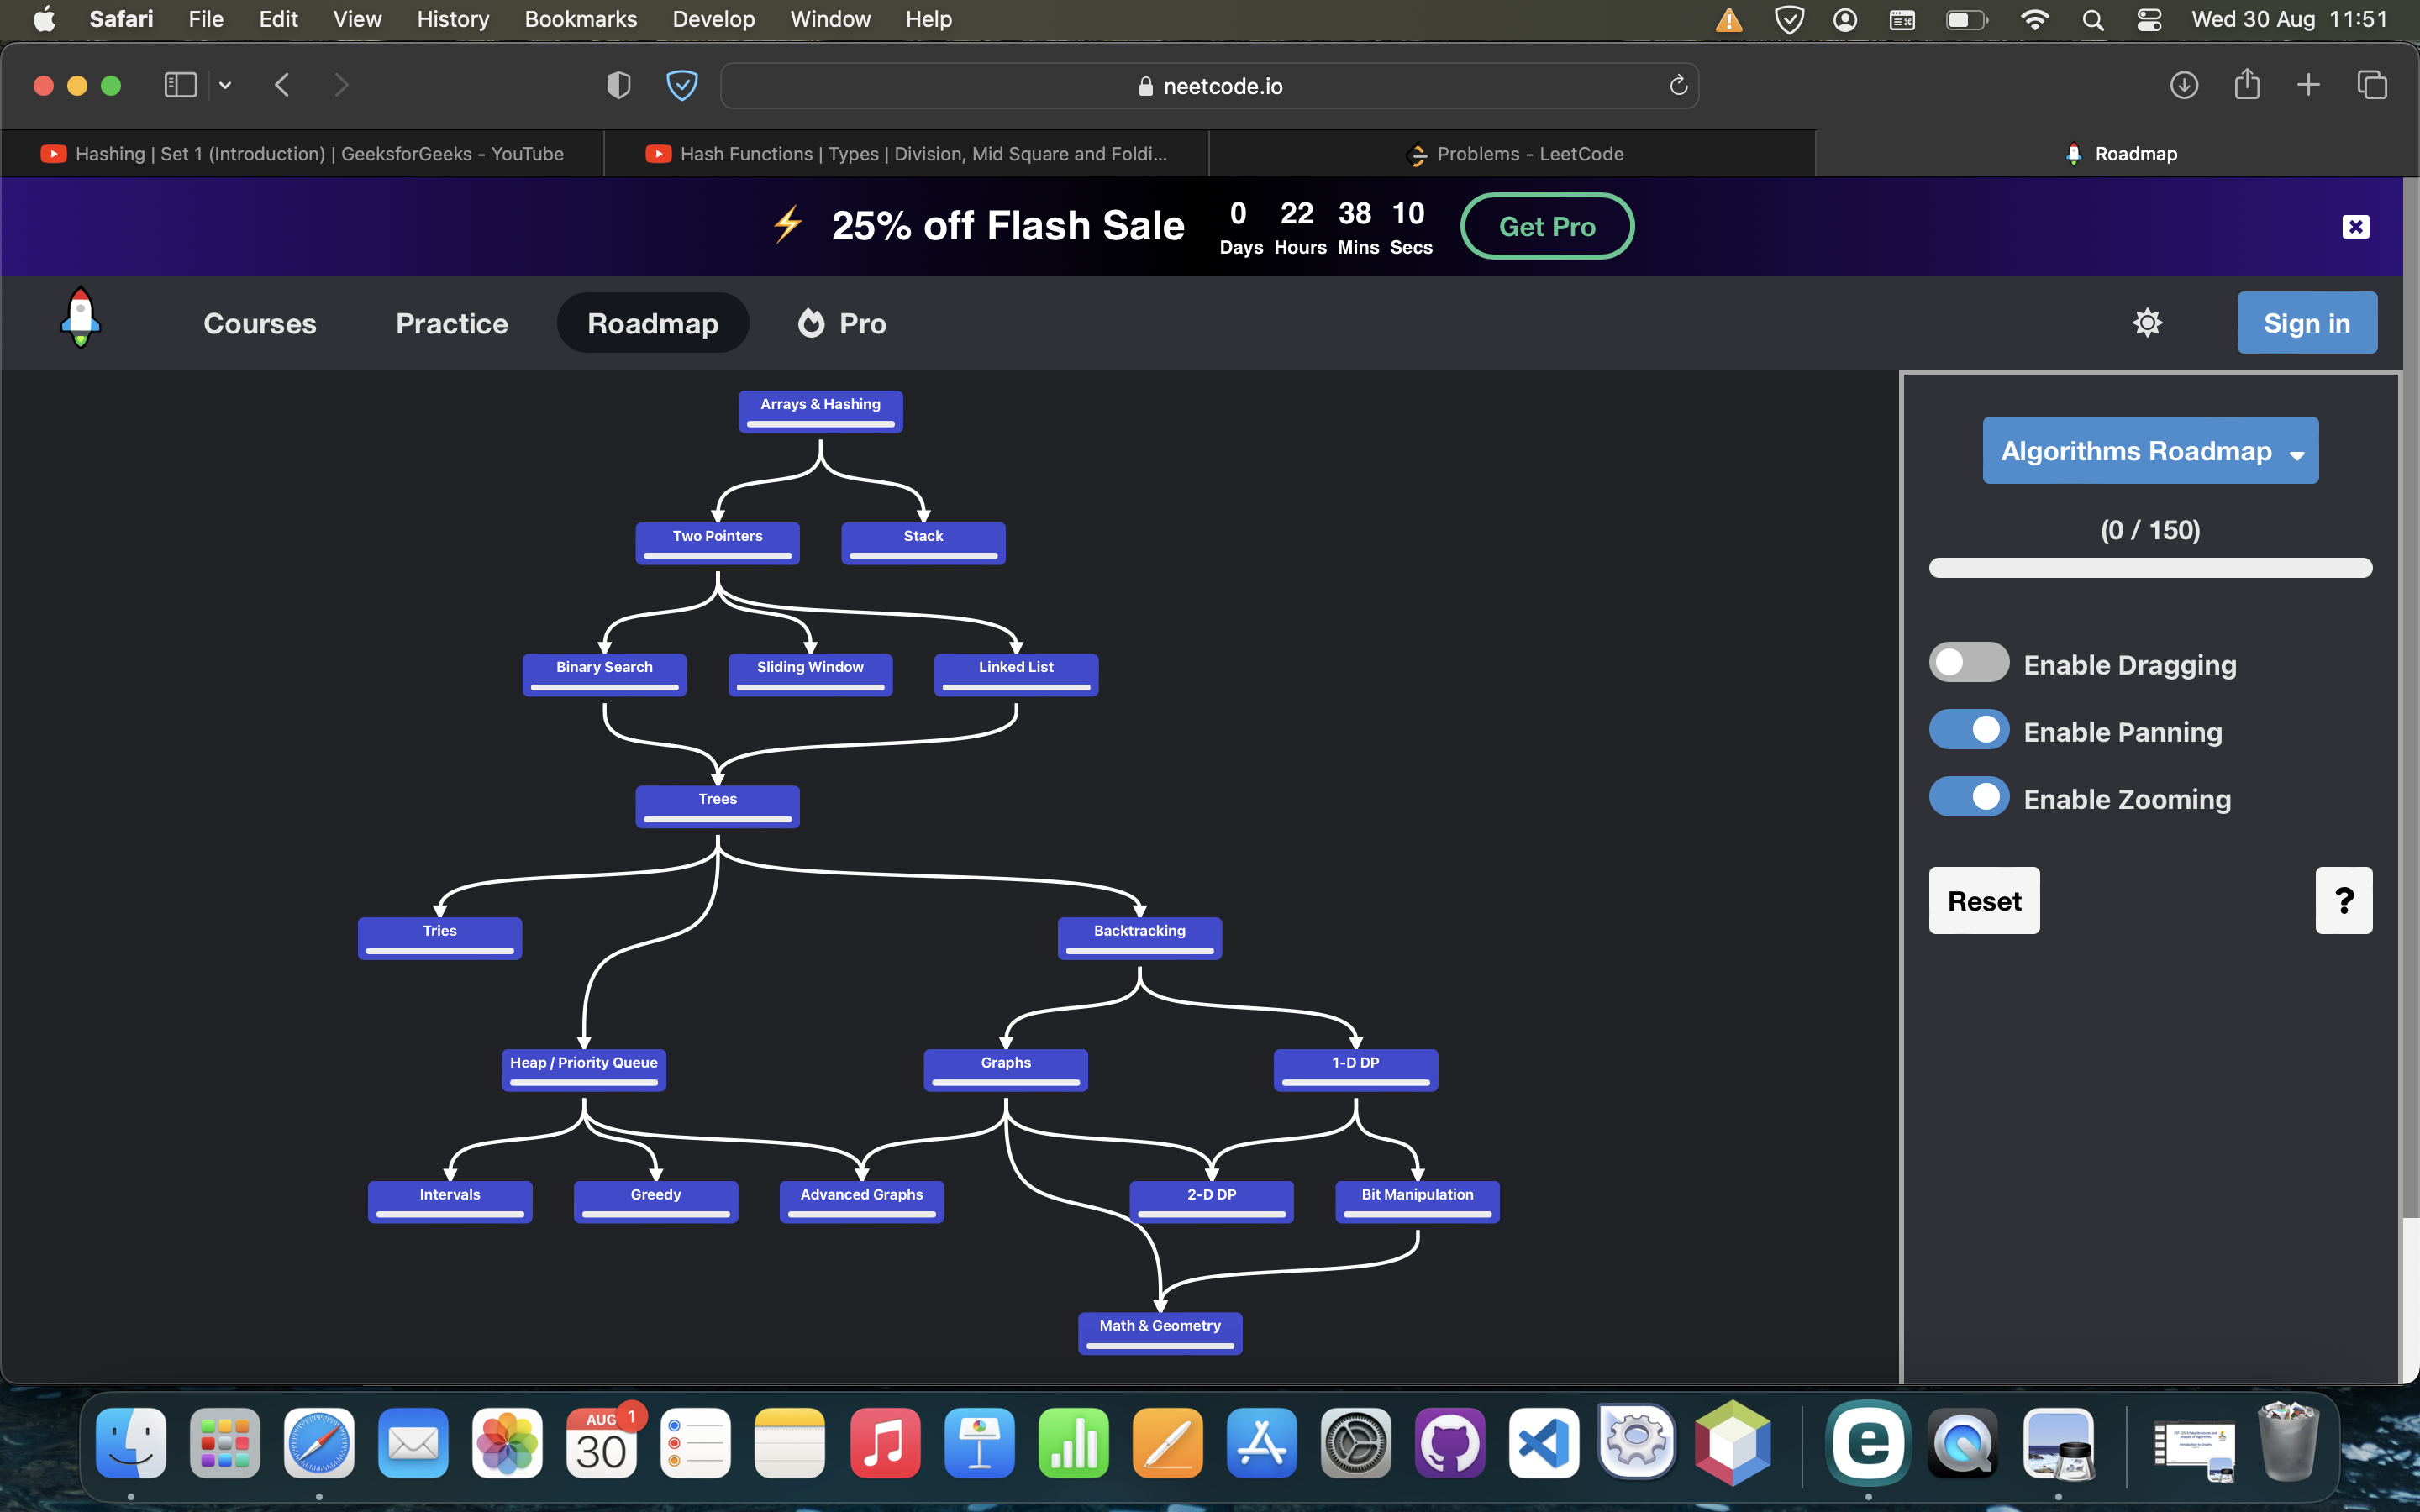 Safari File Edit View History Bookmarks Develop Window Help Wed 30 Aug 11:51
neetcode.io
Hashing | Set 1 (Introduction) | GeeksforGeeks - YouTube
Hash Functions | Types | Division, Mid Square and Foldi...
Problems - LeetCode
Roadmap
25% off Flash Sale
0 22 38 10
Days Hours Mins Secs
Get Pro
Courses Practice Roadmap Pro Sign in
Arrays & Hashing
Two Pointers Stack
Binary Search Sliding Window Linked List
Trees
Tries Backtracking
Heap / Priority Queue Graphs 1-D DP
Intervals Greedy Advanced Graphs 2-D DP Bit Manipulation
Math & Geometry
Algorithms Roadmap
(0 / 150)
Enable Dragging
Enable Panning
Enable Zooming
Reset ?
AUG 1
30
e